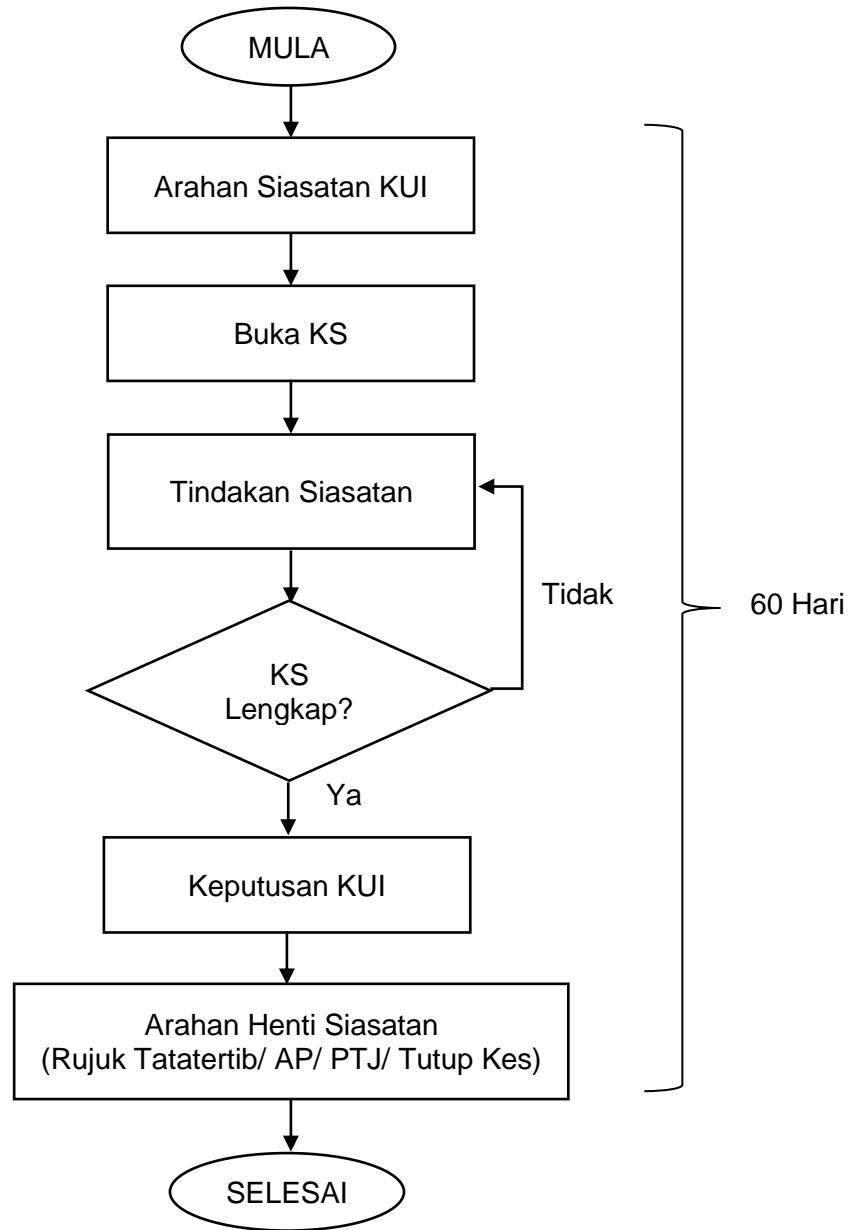 MULA
Arahan Siasatan KUI
Buka KS
Tindakan Siasatan
Tidak
60 Hari
KS
Lengkap?
Ya
Keputusan KUI
Arahan Henti Siasatan
(Rujuk Tatatertib/ AP/ PTJ/ Tutup Kes)
SELESAI